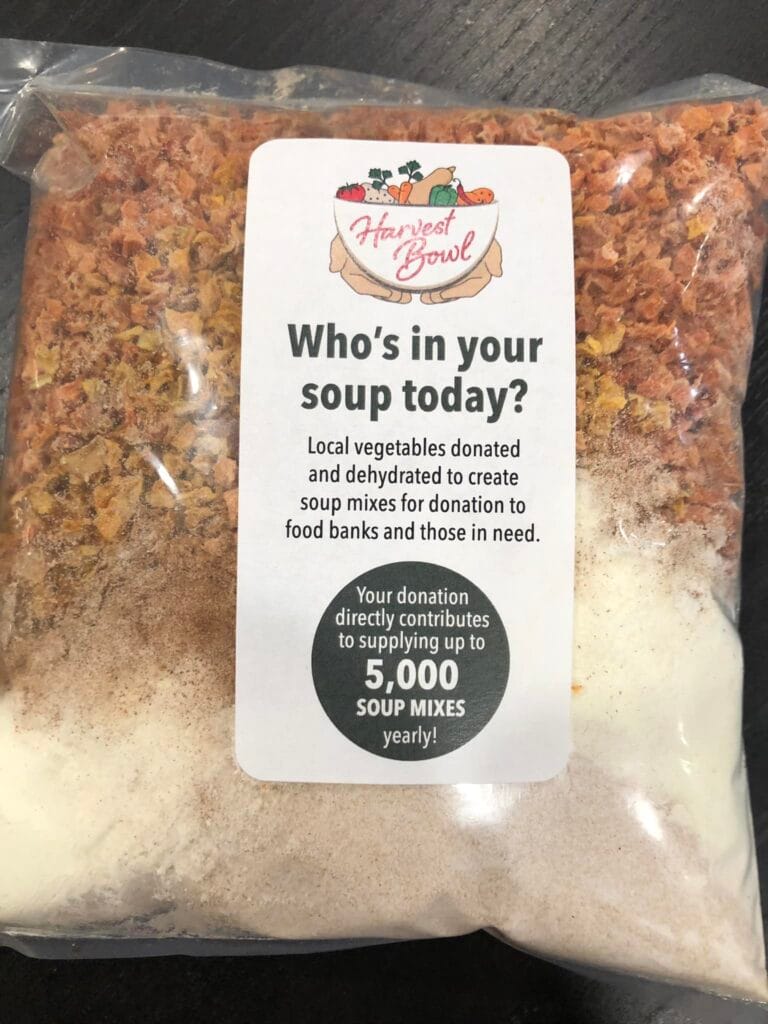 Harvest
Bowl
Who's in your
soup today?
Local vegetables donated
and dehydrated to create
soup mixes for donation to
food banks and those in need.
Your donation
directly contributes
to supplying up to
5,000
SOUP MIXES
yearly!